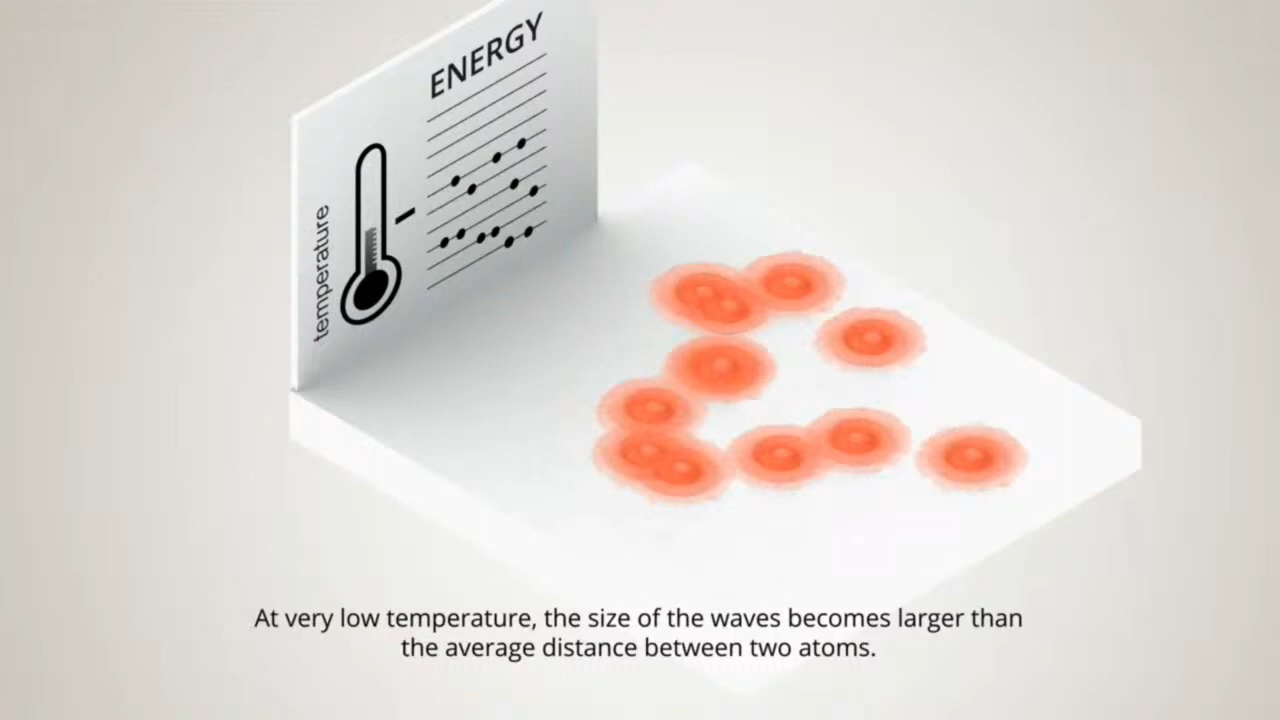 ENERGY
temperature
At very low temperature, the size of the waves becomes larger than
the average distance between two atoms.